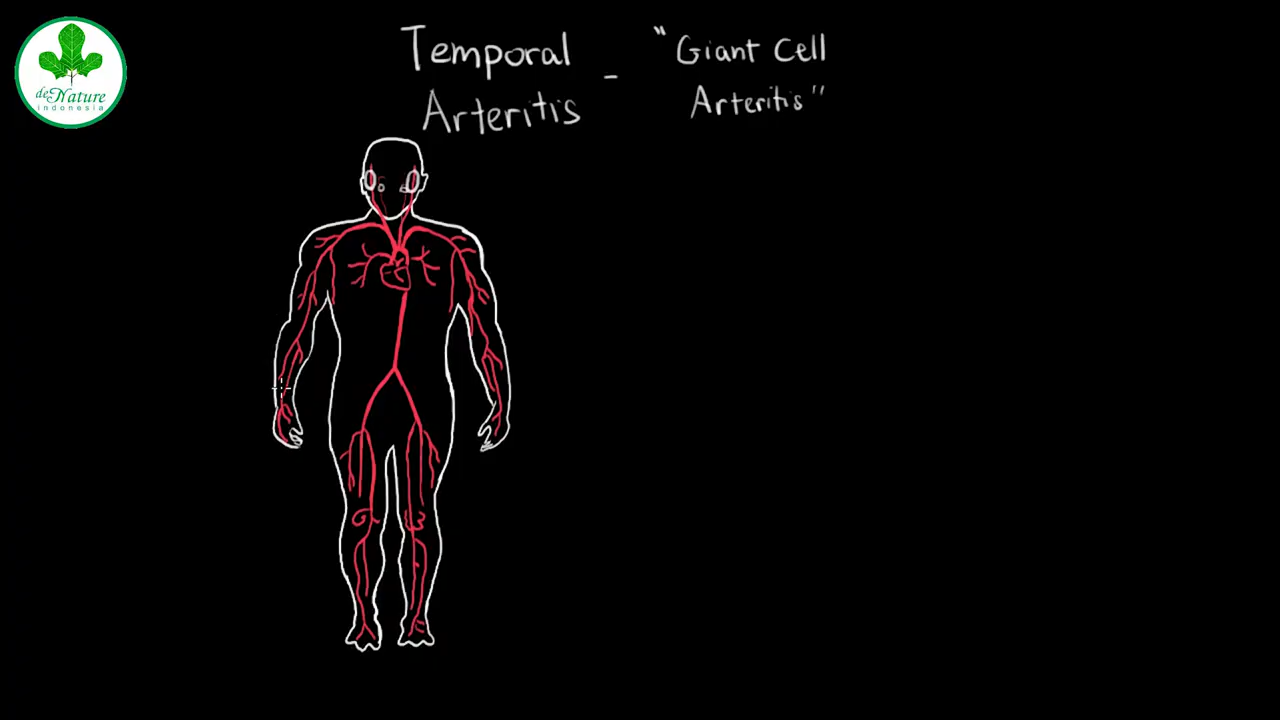 deNature
indonesia
Temporal
Arteritis
-
"Giant Cell
Arteritis"